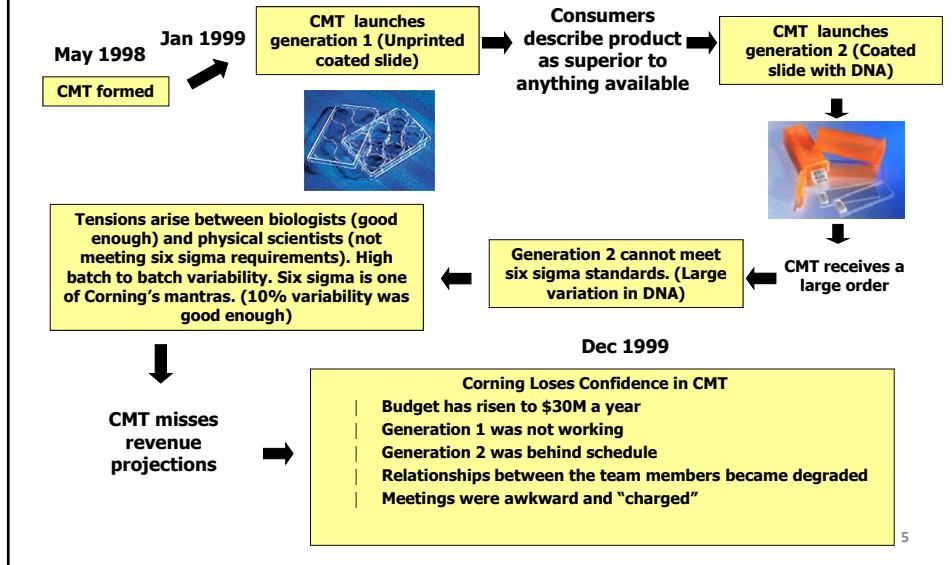 May 1998
CMT formed
Jan 1999
CMT launches
generation 1 (Unprinted
coated slide)
Consumers
describe product
as superior to
anything available
CMT launches
generation 2 (Coated
slide with DNA)
CMT receives a
large order
Generation 2 cannot meet
six sigma standards. (Large
variation in DNA)
Tensions arise between biologists (good
enough) and physical scientists (not
meeting six sigma requirements). High
batch to batch variability. Six sigma is one
of Corning’s mantras. (10% variability was
good enough)
CMT misses
revenue
projections
Dec 1999
Corning Loses Confidence in CMT
| Budget has risen to $30M a year
| Generation 1 was not working
| Generation 2 was behind schedule
| Relationships between the team members became degraded
| Meetings were awkward and “charged”
5